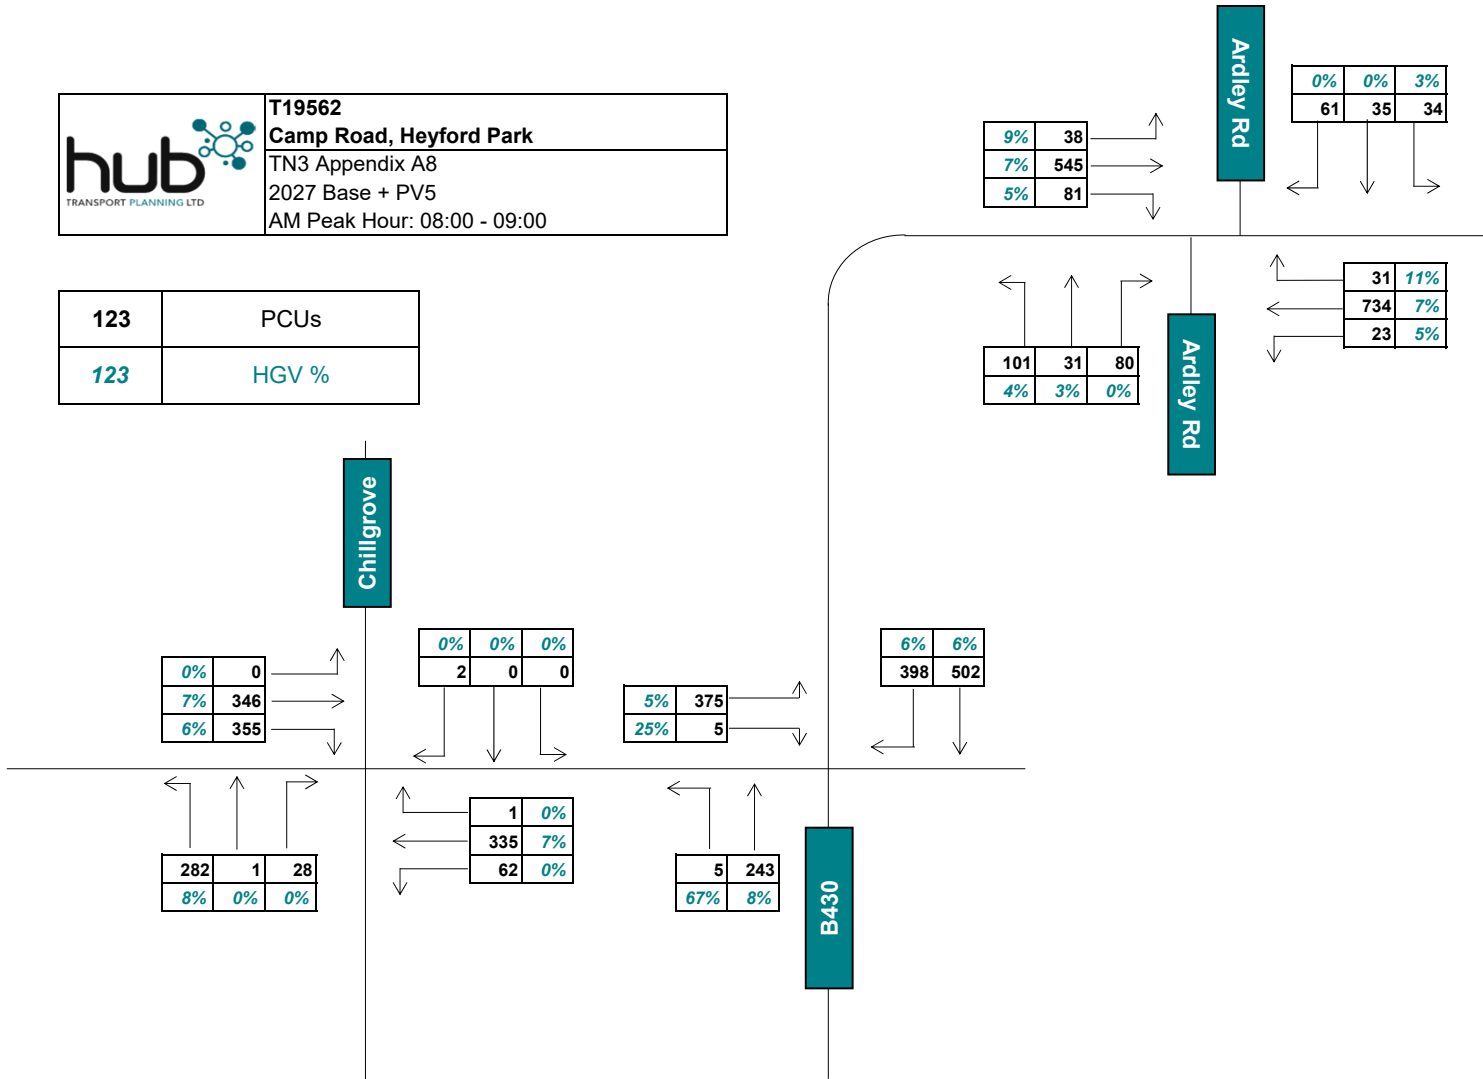 hub
TRANSPORT PLANNING LTD
T19562
Camp Road, Heyford Park
TN3 Appendix A8
2027 Base + PV5
AM Peak Hour: 08:00 - 09:00
123 PCUs
123 HGV %
Ardley Rd
0% 0% 3%
61 35 34
9% 38
7% 545
5% 81
31 11%
734 7%
23 5%
101 31 80
4% 3% 0%
Ardley Rd
Chillgrove
0% 0% 0%
2 0 0
0% 0
7% 346
6% 355
5% 375
25% 5
6% 6%
398 502
1 0%
335 7%
62 0%
282 1 28
8% 0% 0%
5 243
67% 8%
B430